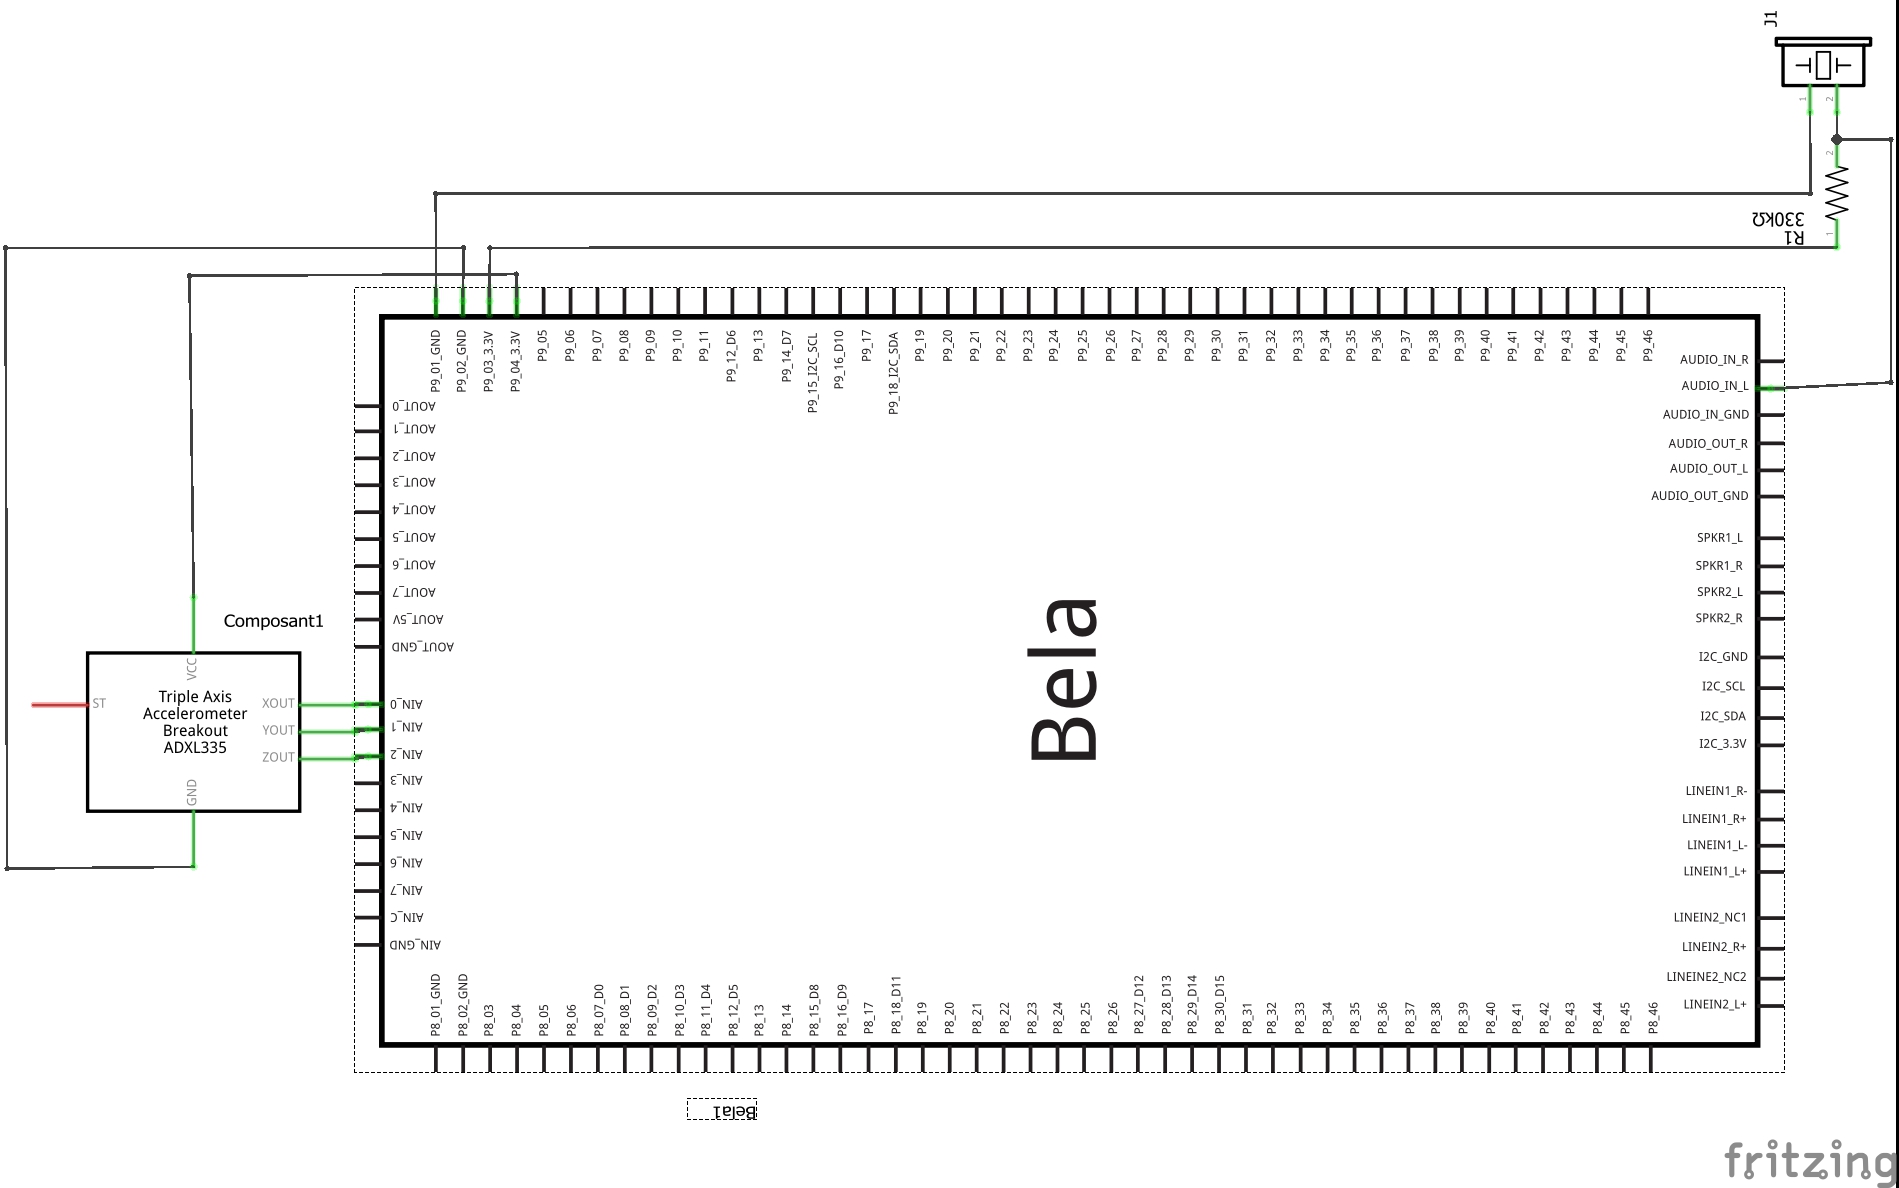 J1
1
2
2
330kΩ
R1
1
P9_01_GND
P9_02_GND
P9_03_3.3V
P9_04_3.3V
P9_05
P9_06
P9_07
P9_08
P9_09
P9_10
P9_11
P9_12_D6
P9_13
P9_14_D7
P9_15_I2C_SCL
P9_16_D10
P9_17
P9_18_I2C_SDA
P9_19
P9_20
P9_21
P9_22
P9_23
P9_24
P9_25
P9_26
P9_27
P9_28
P9_29
P9_30
P9_31
P9_32
P9_33
P9_34
P9_35
P9_36
P9_37
P9_38
P9_39
P9_40
P9_41
P9_42
P9_43
P9_44
P9_45
P9_46
AOUT_0
AOUT_1
AOUT_2
AOUT_3
AOUT_4
AOUT_5
AOUT_6
AOUT_7
AOUT_5V
AOUT_GND
AIN_0
AIN_1
AIN_2
AIN_3
AIN_4
AIN_5
AIN_6
AIN_7
AIN_C
AIN_GND
Composant1
VCC
ST
Triple Axis
Accelerometer
Breakout
ADXL335
XOUT
YOUT
ZOUT
GND
Bela
AUDIO_IN_R
AUDIO_IN_L
AUDIO_IN_GND
AUDIO_OUT_R
AUDIO_OUT_L
AUDIO_OUT_GND
SPKR1_L
SPKR1_R
SPKR2_L
SPKR2_R
I2C_GND
I2C_SCL
I2C_SDA
I2C_3.3V
LINEIN1_R-
LINEIN1_R+
LINEIN1_L-
LINEIN1_L+
LINEIN2_NC1
LINEIN2_R+
LINEINE2_NC2
LINEIN2_L+
P8_01_GND
P8_02_GND
P8_03
P8_04
P8_05
P8_06
P8_07_D0
P8_08_D1
P8_09_D2
P8_10_D3
P8_11_D4
P8_12_D5
P8_13
P8_14
P8_15_D8
P8_16_D9
P8_17
P8_18_D11
P8_19
P8_20
P8_21
P8_22
P8_23
P8_24
P8_25
P8_26
P8_27_D12
P8_28_D13
P8_29_D14
P8_30_D15
P8_31
P8_32
P8_33
P8_34
P8_35
P8_36
P8_37
P8_38
P8_39
P8_40
P8_41
P8_42
P8_43
P8_44
P8_45
P8_46
Bela1
fritzing